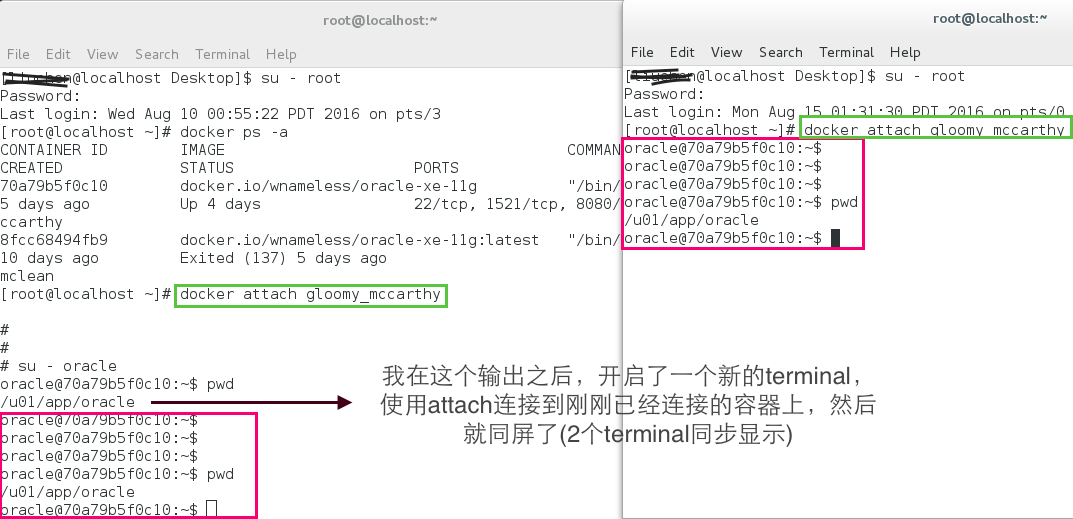 root@localhost:~
File Edit View Search Terminal Help
@localhost Desktop]$ su - root
Password:
Last login: Wed Aug 10 00:55:22 PDT 2016 on pts/3
[root@localhost ~]# docker ps -a
CONTAINER ID IMAGE COMMAN
CREATED STATUS PORTS
70a79b5f0c10 docker.io/wnameless/oracle-xe-11g "/bin/
5 days ago Up 4 days 22/tcp, 1521/tcp, 8080/
ccarthy
8fcc68494fb9 docker.io/wnameless/oracle-xe-11g:latest "/bin/
10 days ago Exited (137) 5 days ago
mclean
[root@localhost ~]# docker attach gloomy_mccarthy
#
#
# su - oracle
oracle@70a79b5f0c10:~$ pwd
/u01/app/oracle
oracle@70a79b5f0c10:~$
oracle@70a79b5f0c10:~$
oracle@70a79b5f0c10:~$
oracle@70a79b5f0c10:~$ pwd
/u01/app/oracle
oracle@70a79b5f0c10:~$
root@localhost:~
File Edit View Search Terminal Help
@localhost Desktop]$ su - root
Password:
Last login: Mon Aug 15 01:31:30 PDT 2016 on pts/0
[root@localhost ~]# docker attach gloomy_mccarthy
oracle@70a79b5f0c10:~$
oracle@70a79b5f0c10:~$
oracle@70a79b5f0c10:~$
oracle@70a79b5f0c10:~$ pwd
/u01/app/oracle
oracle@70a79b5f0c10:~$
我在这个输出之后，开启了一个新的terminal，
使用attach连接到刚刚已经连接的容器上，然后
就同屏了(2个terminal同步显示)